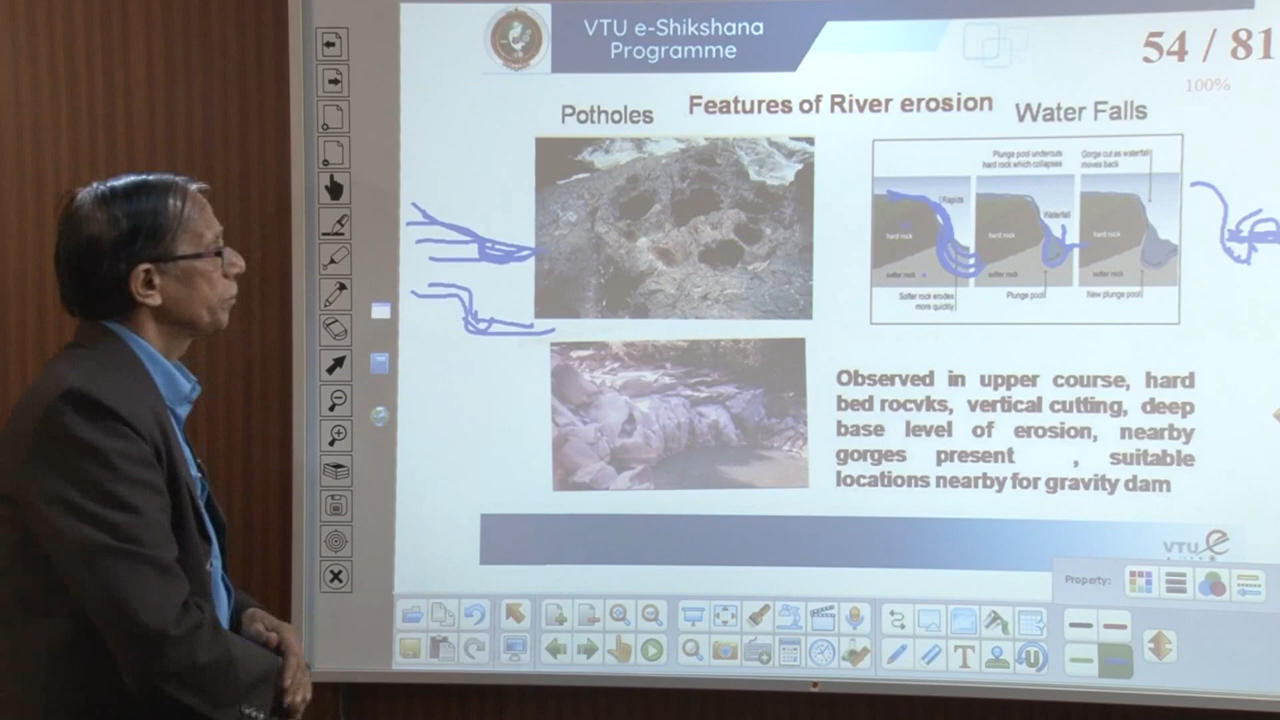 VTU e-Shikshana
Programme
54 / 81
100%
Potholes
Features of River erosion
Water Falls
Plunge pool undercuts
hard rock which collapses
Gorge cut as waterfall
moves back
Rapids
Waterfall
hard rock
hard rock
hard rock
softer rock
softer rock
softer rock
Softer rock erodes
more quickly
Plunge pool
New plunge pool
Observed in upper course, hard
bed rocvks, vertical cutting, deep
base level of erosion, nearby
gorges present , suitable
locations nearby for gravity dam
VTU e
Property:
T